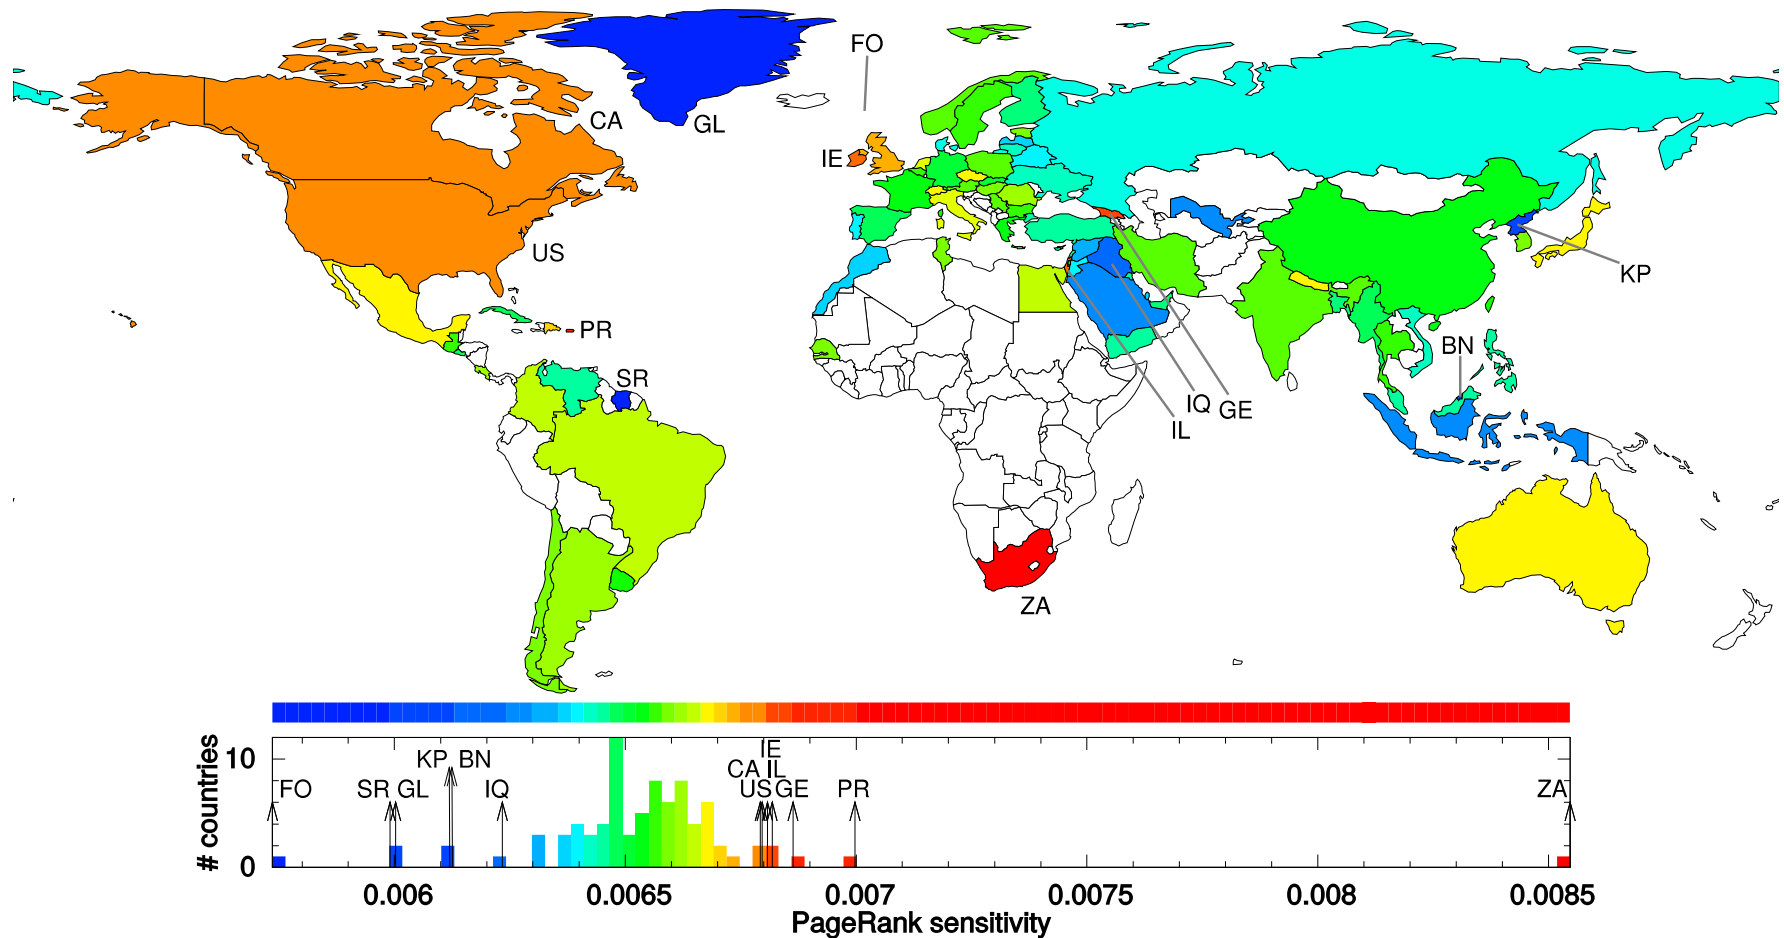 FO
CA
GL
IE
US
KP
PR
BN
SR
IQ
GE
IL
ZA
# countries
10
0
IE
KP
BN
CA
IL
FO
SR
GL
IQ
US
GE
PR
ZA
0.006
0.0065
0.007
0.0075
0.008
0.0085
PageRank sensitivity